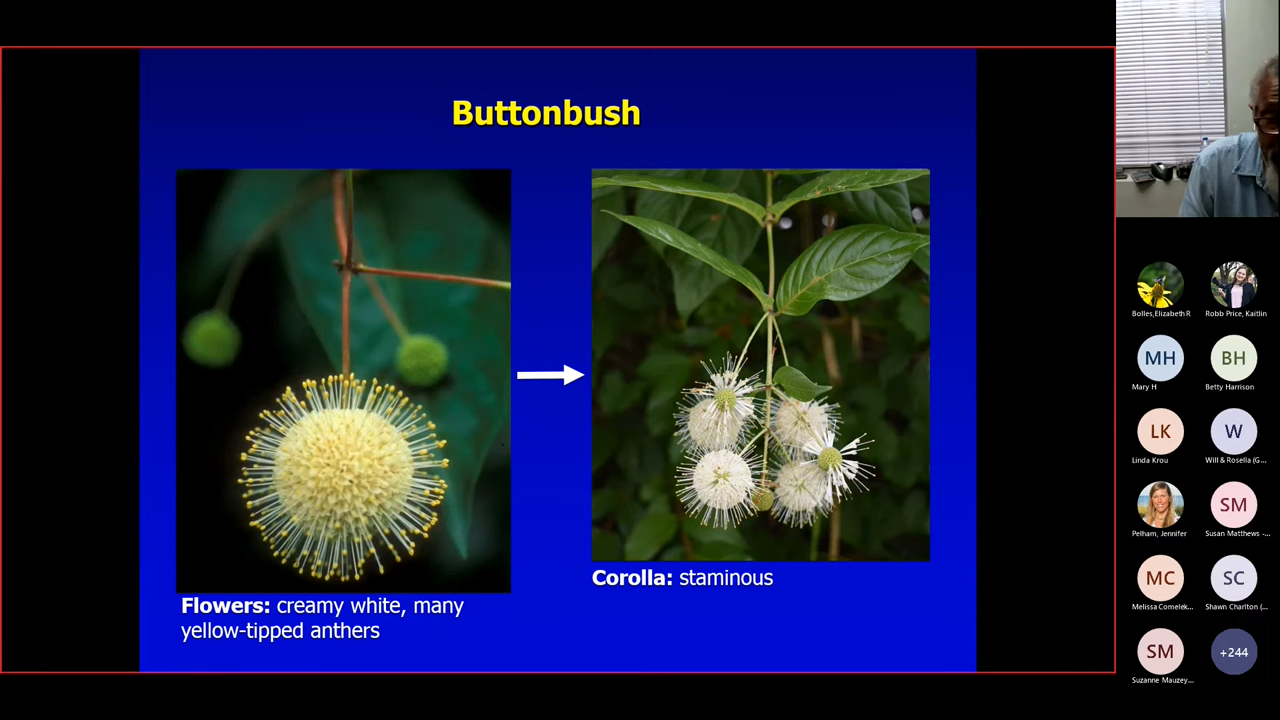 Buttonbush
Flowers: creamy white, many
yellow-tipped anthers
Corolla: staminous
Bolles,Elizabeth R
Robb Price, Kaitlin
MH
Mary H
BH
Betty Harrison
LK
Linda Krou
W
Will & Rosella (G...
Pelham, Jennifer
SM
Susan Matthews -...
MC
Melissa Comelek...
SC
Shawn Charlton (...
SM
Suzanne Mauzey...
+244